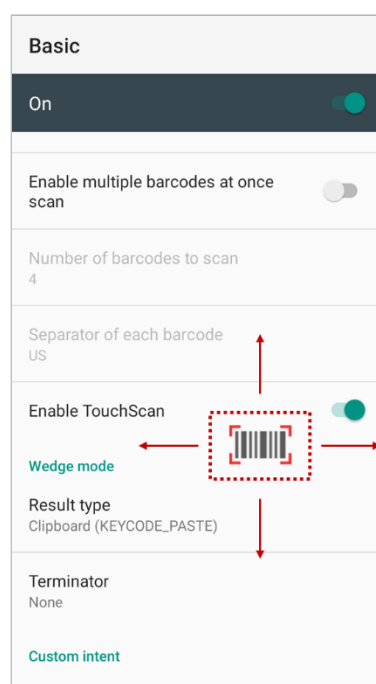 Basic
On
Enable multiple barcodes at once
scan
Number of barcodes to scan
4
Separator of each barcode
US
Enable TouchScan
Wedge mode
Result type
Clipboard (KEYCODE_PASTE)
Terminator
None
Custom intent